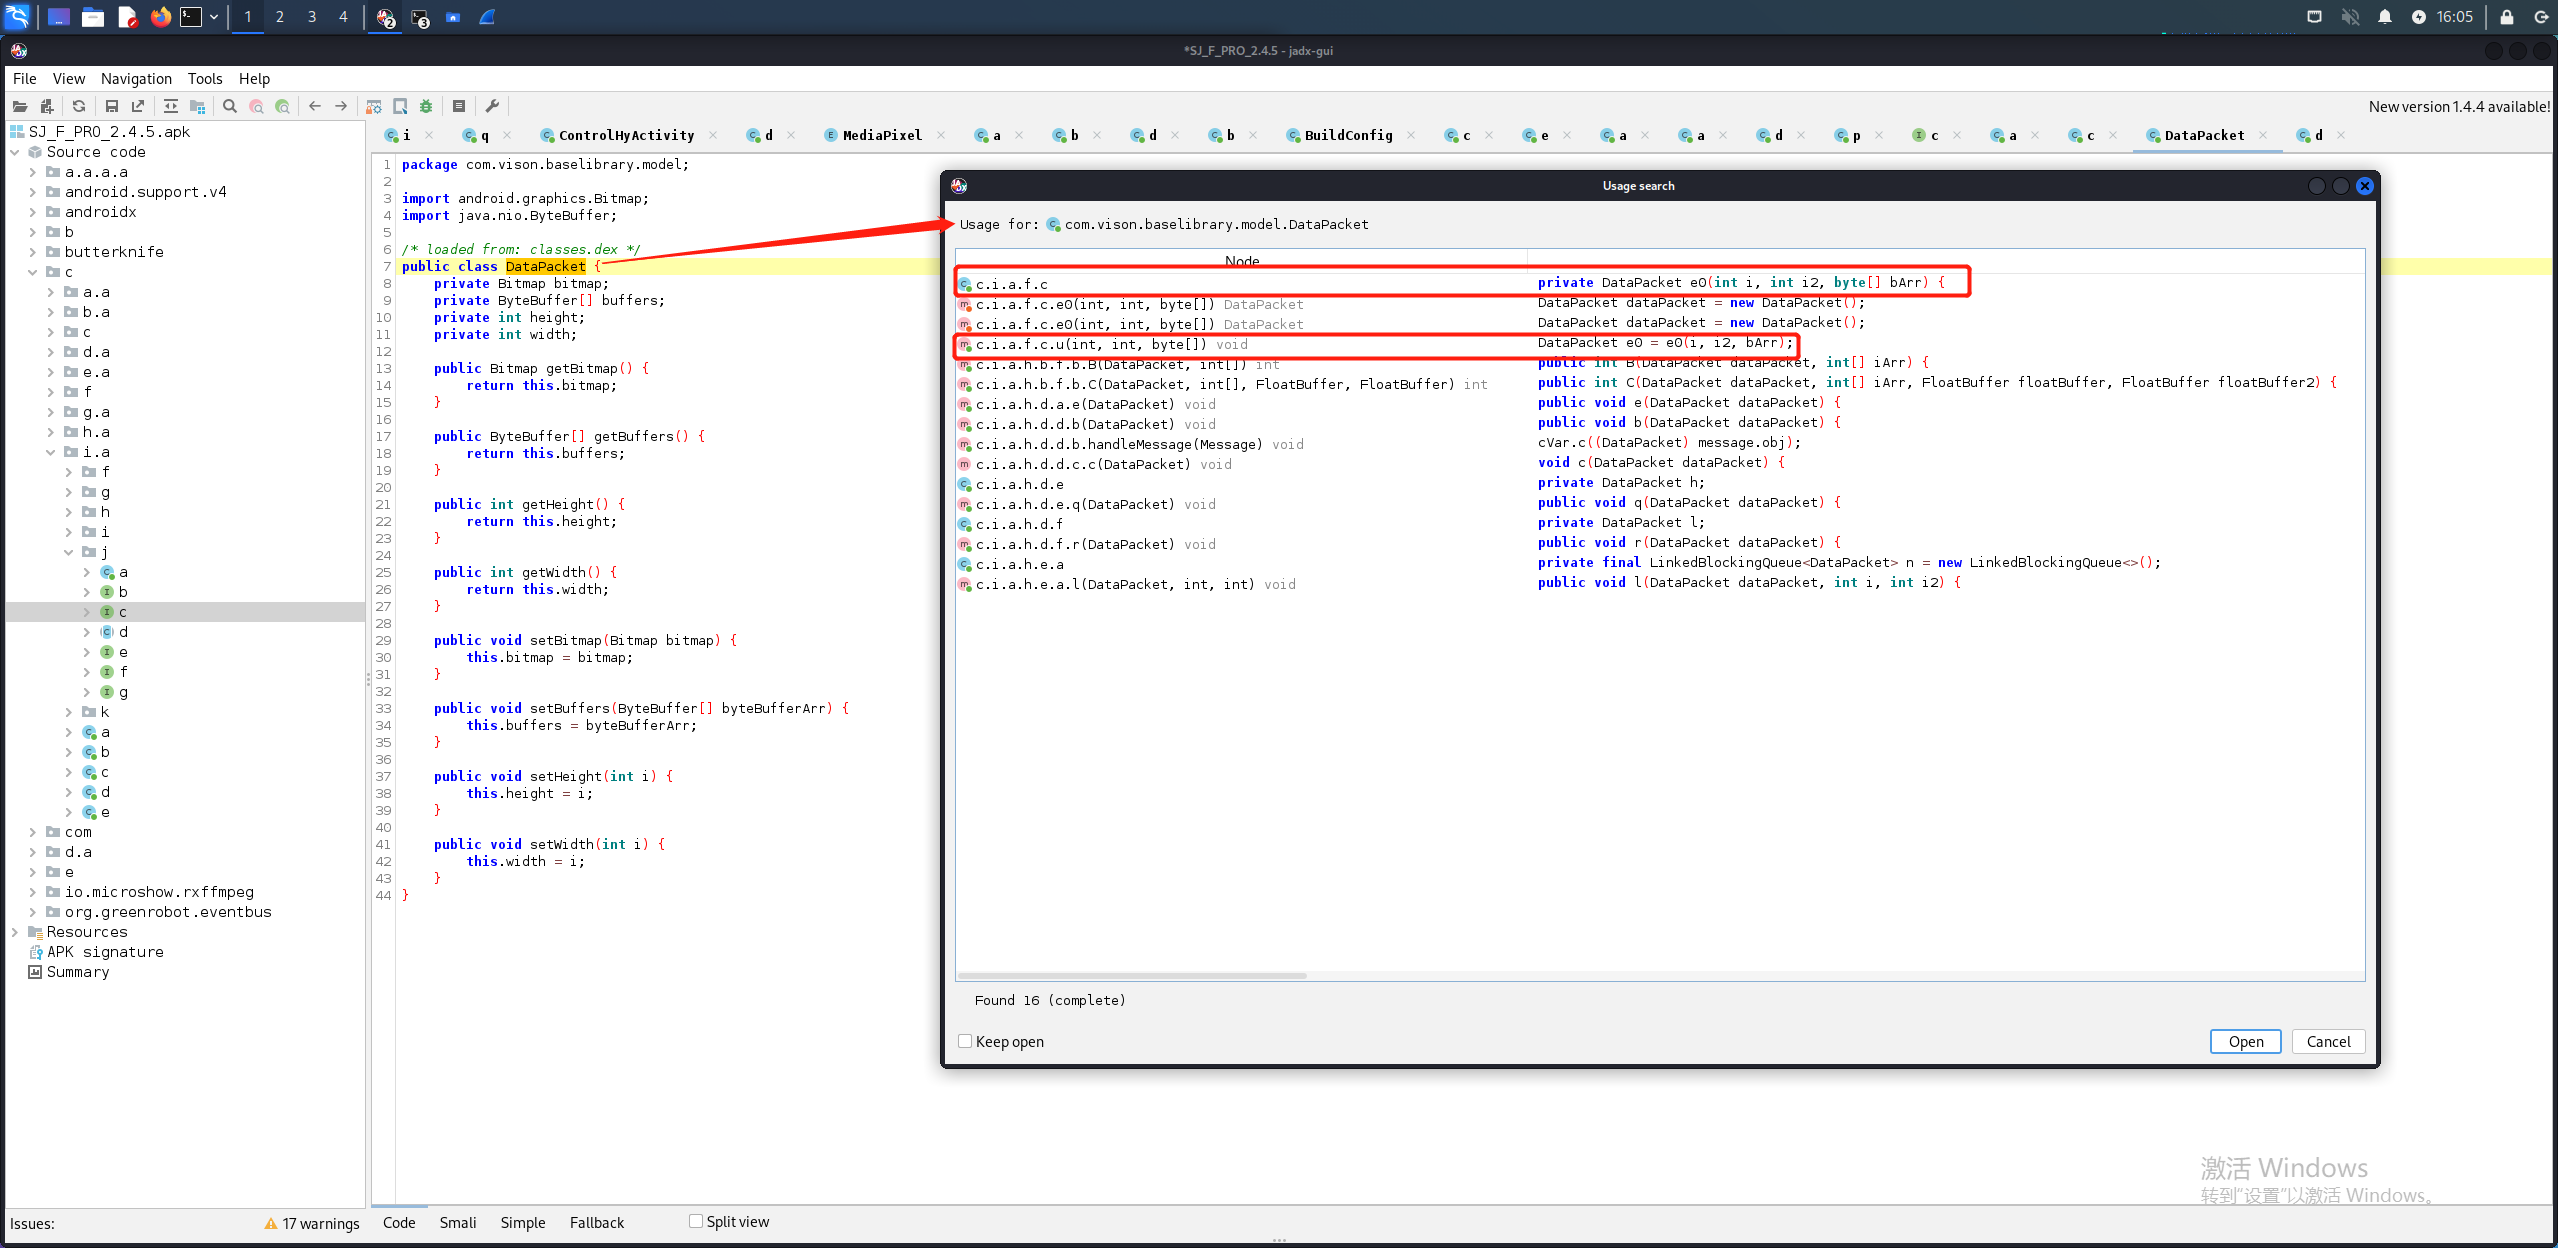 1
2
3
4
2
3
16:05
*SJ_F_PRO_2.4.5 - jadx-gui
File View Navigation Tools Help
New version 1.4.4 available!
SJ_F_PRO_2.4.5.apk
Source code
a.a.a.a
android.support.v4
androidx
b
butterknife
c
a.a
b.a
c
d.a
e.a
f
g.a
h.a
i.a
f
g
h
i
j
a
b
c
d
e
f
g
k
a
b
c
d
e
com
d.a
e
io.microshow.rxffmpeg
org.greenrobot.eventbus
Resources
APK signature
Summary
Issues: 17 warnings
i q ControlHyActivity d MediaPixel a b d b BuildConfig c e a a d p c a c DataPacket d
1 package com.vison.baselibrary.model;
2
3 import android.graphics.Bitmap;
4 import java.nio.ByteBuffer;
5
6 /* loaded from: classes.dex */
7 public class DataPacket {
8 private Bitmap bitmap;
9 private ByteBuffer[] buffers;
10 private int height;
11 private int width;
12
13 public Bitmap getBitmap() {
14 return this.bitmap;
15 }
16
17 public ByteBuffer[] getBuffers() {
18 return this.buffers;
19 }
20
21 public int getHeight() {
22 return this.height;
23 }
24
25 public int getWidth() {
26 return this.width;
27 }
28
29 public void setBitmap(Bitmap bitmap) {
30 this.bitmap = bitmap;
31 }
32
33 public void setBuffers(ByteBuffer[] byteBufferArr) {
34 this.buffers = byteBufferArr;
35 }
36
37 public void setHeight(int i) {
38 this.height = i;
39 }
40
41 public void setWidth(int i) {
42 this.width = i;
43 }
44 }
Code Smali Simple Fallback Split view
Usage search
Usage for: com.vison.baselibrary.model.DataPacket
Node
c.i.a.f.c private DataPacket e0(int i, int i2, byte[] bArr) {
c.i.a.f.c.e0(int, int, byte[]) DataPacket DataPacket dataPacket = new DataPacket();
c.i.a.f.c.e0(int, int, byte[]) DataPacket DataPacket dataPacket = new DataPacket();
c.i.a.f.c.u(int, int, byte[]) void DataPacket e0 = e0(i, i2, bArr);
c.i.a.h.b.f.b.B(DataPacket, int[]) int public int B(DataPacket dataPacket, int[] iArr) {
c.i.a.h.b.f.b.C(DataPacket, int[], FloatBuffer, FloatBuffer) int public int C(DataPacket dataPacket, int[] iArr, FloatBuffer floatBuffer, FloatBuffer floatBuffer2) {
c.i.a.h.d.a.e(DataPacket) void public void e(DataPacket dataPacket) {
c.i.a.h.d.d.b(DataPacket) void public void b(DataPacket dataPacket) {
c.i.a.h.d.d.b.handleMessage(Message) void cVar.c((DataPacket) message.obj);
c.i.a.h.d.d.c.c(DataPacket) void void c(DataPacket dataPacket) {
c.i.a.h.d.e private DataPacket h;
c.i.a.h.d.e.q(DataPacket) void public void q(DataPacket dataPacket) {
c.i.a.h.d.f private DataPacket l;
c.i.a.h.d.f.r(DataPacket) void public void r(DataPacket dataPacket) {
c.i.a.h.e.a private final LinkedBlockingQueue<DataPacket> n = new LinkedBlockingQueue<>();
c.i.a.h.e.a.l(DataPacket, int, int) void public void l(DataPacket dataPacket, int i, int i2) {
Found 16 (complete)
Keep open
Open Cancel
激活 Windows
转到"设置"以激活 Windows。